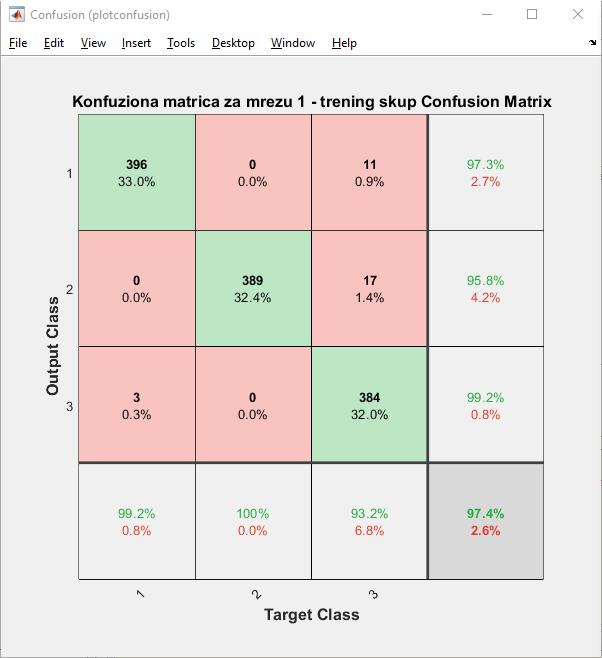 Confusion (plotconfusion)
File Edit View Insert Tools Desktop Window Help
Konfuziona matrica za mrezu 1 - trening skup Confusion Matrix
Output Class
1
396 0 11 97.3%
33.0% 0.0% 0.9% 2.7%
2
0 389 17 95.8%
0.0% 32.4% 1.4% 4.2%
3
3 0 384 99.2%
0.3% 0.0% 32.0% 0.8%
99.2% 100% 93.2% 97.4%
0.8% 0.0% 6.8% 2.6%
1 2 3
Target Class